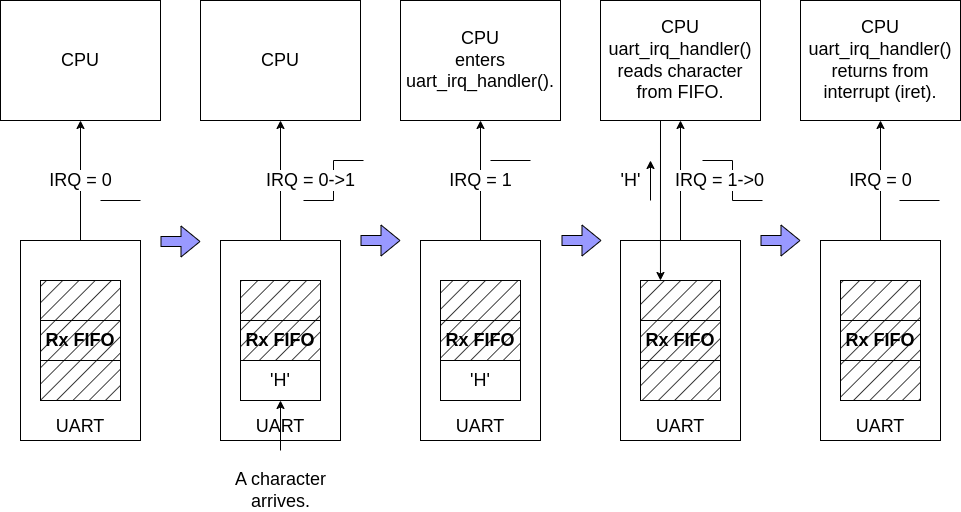 CPU
IRQ = 0
Rx FIFO
UART
CPU
IRQ = 0->1
Rx FIFO
'H'
UART
A character
arrives.
CPU
enters
uart_irq_handler().
IRQ = 1
Rx FIFO
'H'
UART
CPU
uart_irq_handler()
reads character
from FIFO.
'H'
IRQ = 1->0
Rx FIFO
UART
CPU
uart_irq_handler()
returns from
interrupt (iret).
IRQ = 0
Rx FIFO
UART